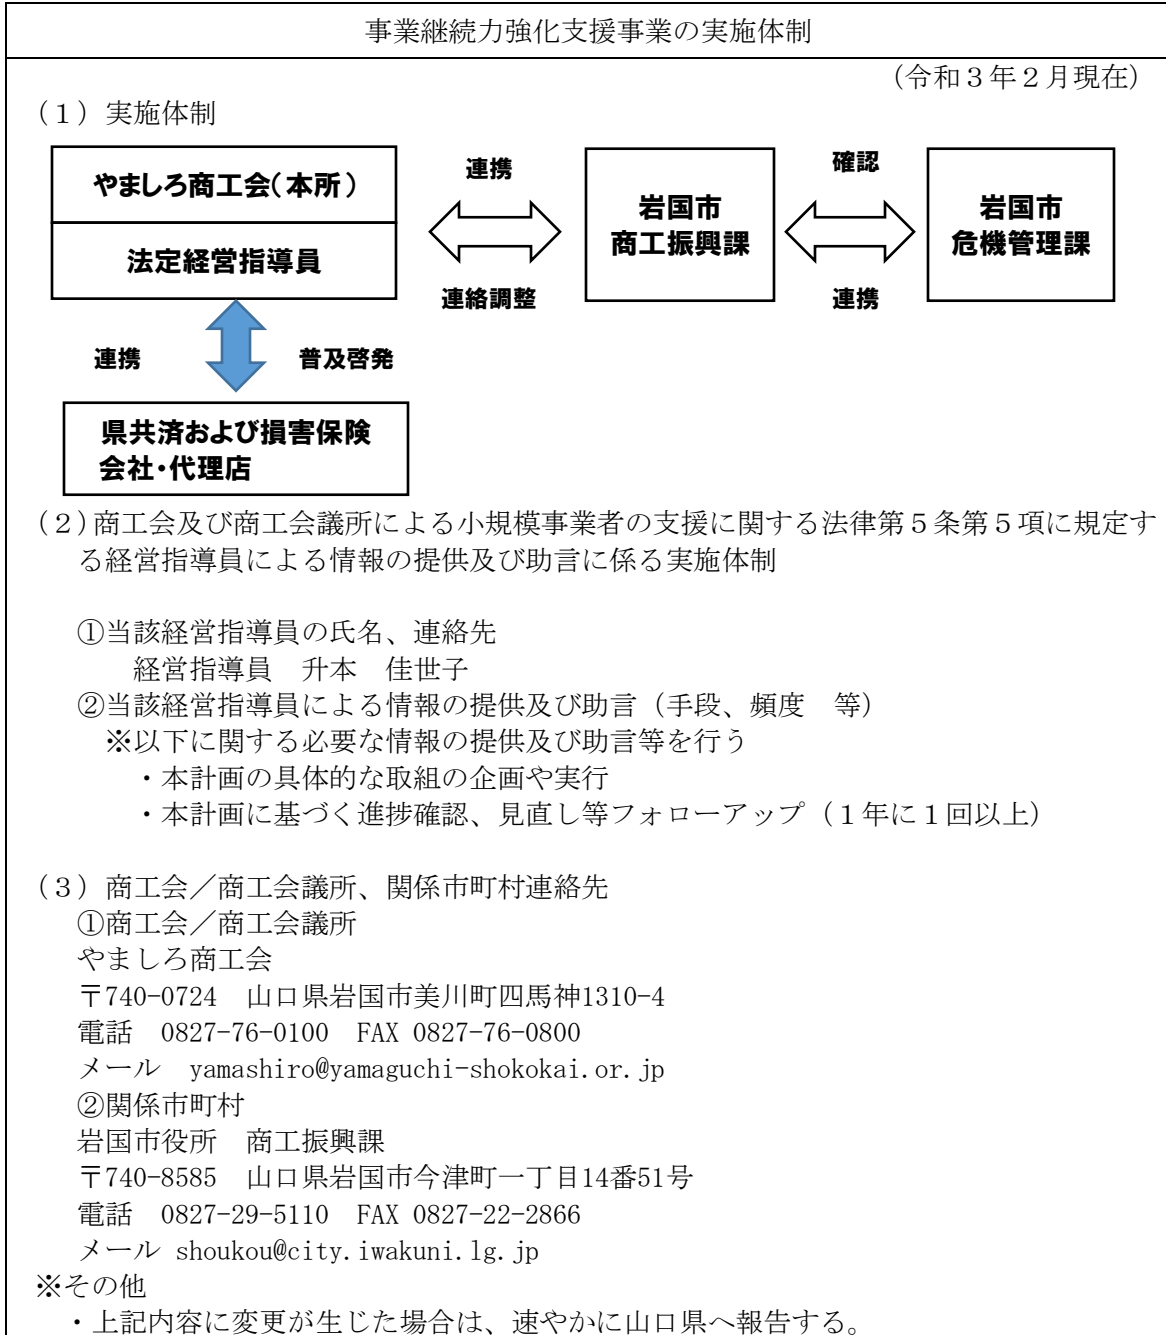 事業継続力強化支援事業の実施体制
（令和３年２月現在）
（１）実施体制
やましろ商工会（本所）
法定経営指導員
連携
連絡調整
岩国市
商工振興課
確認
連携
岩国市
危機管理課
連携
普及啓発
県共済および損害保険
会社・代理店
（２）商工会及び商工会議所による小規模事業者の支援に関する法律第５条第５項に規定す
る経営指導員による情報の提供及び助言に係る実施体制
①当該経営指導員の氏名、連絡先
経営指導員　升本　佳世子
②当該経営指導員による情報の提供及び助言（手段、頻度　等）
※以下に関する必要な情報の提供及び助言等を行う
・本計画の具体的な取組の企画や実行
・本計画に基づく進捗確認、見直し等フォローアップ（１年に１回以上）
（３）商工会／商工会議所、関係市町村連絡先
①商工会／商工会議所
やましろ商工会
〒740-0724　山口県岩国市美川町四馬神1310-4
電話　0827-76-0100　FAX 0827-76-0800
メール　yamashiro@yamaguchi-shokokai.or.jp
②関係市町村
岩国市役所　商工振興課
〒740-8585　山口県岩国市今津町一丁目14番51号
電話　0827-29-5110　FAX 0827-22-2866
メール shoukou@city.iwakuni.lg.jp
※その他
・上記内容に変更が生じた場合は、速やかに山口県へ報告する。